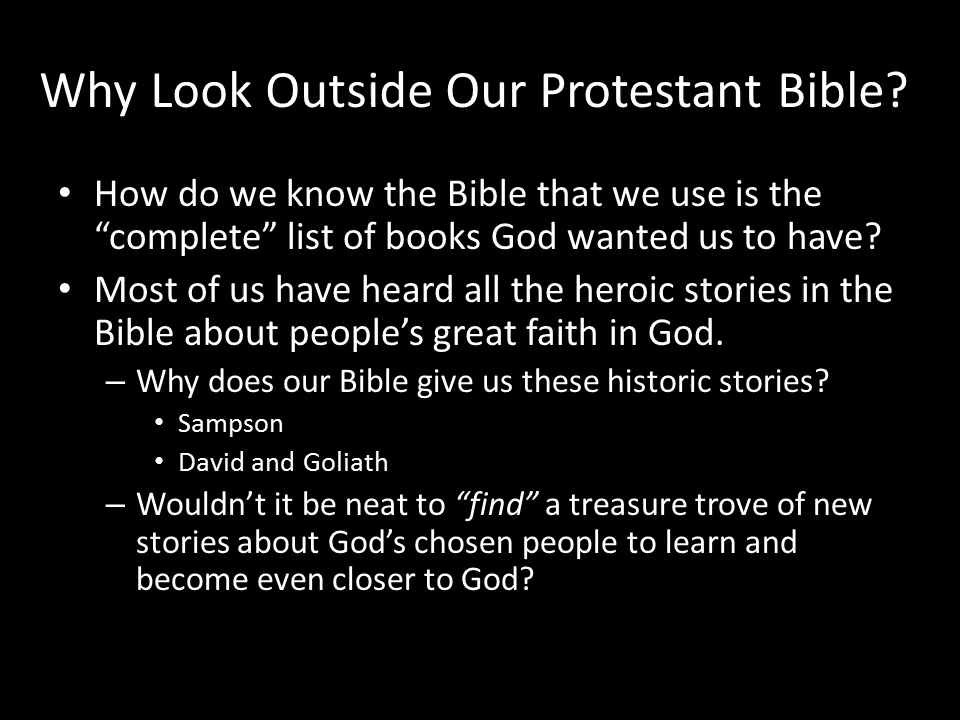 Why Look Outside Our Protestant Bible?
• How do we know the Bible that we use is the
“complete” list of books God wanted us to have?
• Most of us have heard all the heroic stories in the
Bible about people’s great faith in God.
– Why does our Bible give us these historic stories?
• Sampson
• David and Goliath
– Wouldn’t it be neat to “find” a treasure trove of new
stories about God’s chosen people to learn and
become even closer to God?